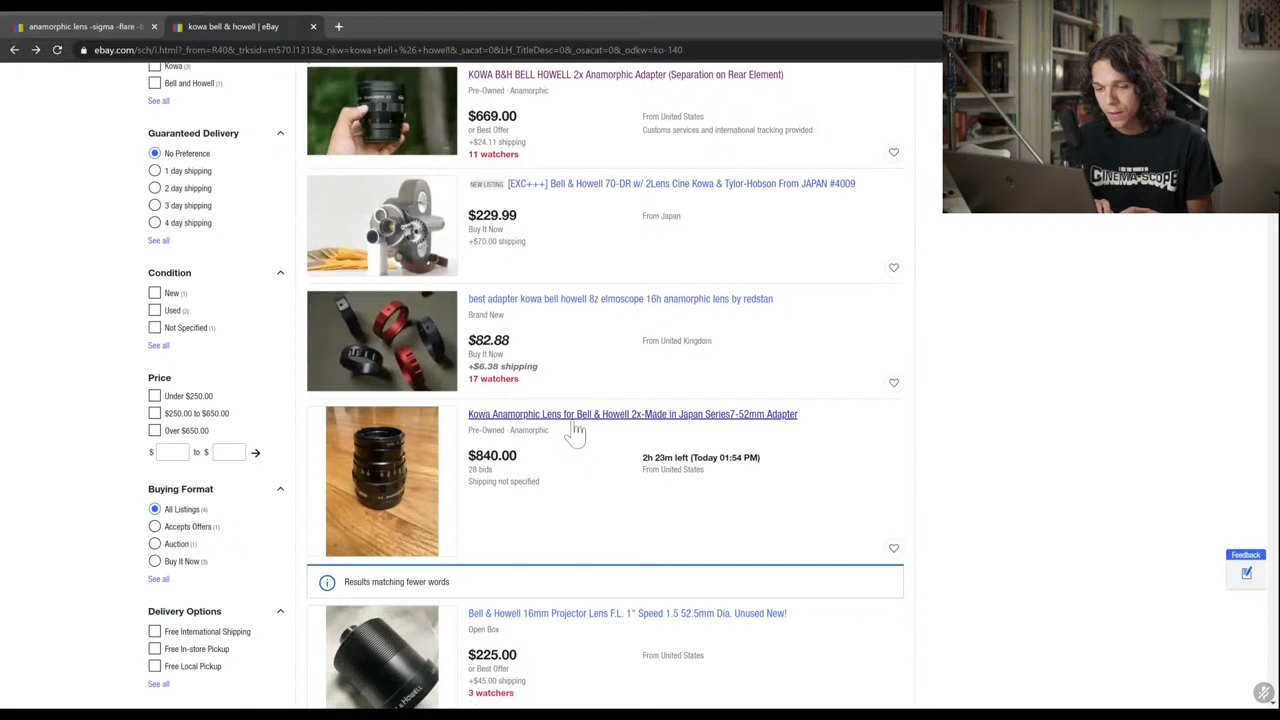 anamorphic lens -sigma -flare -b
kowa bell & howell | eBay
ebay.com/sch/i.html?_from=R40&_trksid=m570.l1313&_nkw=kowa+bell+%26+howell&_sacat=0&LH_TitleDesc=0&_osacat=0&_odkw=ko-140
Kowa (3)
Bell and Howell (1)
See all
Guaranteed Delivery
No Preference
1 day shipping
2 day shipping
3 day shipping
4 day shipping
See all
Condition
New (1)
Used (2)
Not Specified (1)
See all
Price
Under $250.00
$250.00 to $650.00
Over $650.00
$ to $
Buying Format
All Listings (4)
Accepts Offers (1)
Auction (1)
Buy It Now (3)
See all
Delivery Options
Free International Shipping
Free In-store Pickup
Free Local Pickup
See all
KOWA B&H BELL HOWELL 2x Anamorphic Adapter (Separation on Rear Element)
Pre-Owned · Anamorphic
$669.00
or Best Offer
+$24.11 shipping
11 watchers
From United States
Customs services and international tracking provided
NEW LISTING [EXC+++] Bell & Howell 70-DR w/ 2Lens Cine Kowa & Tylor-Hobson From JAPAN #4009
$229.99
Buy It Now
+$70.00 shipping
From Japan
best adapter kowa bell howell 8z elmoscope 16h anamorphic lens by redstan
Brand New
$82.88
Buy It Now
+$6.38 shipping
17 watchers
From United Kingdom
Kowa Anamorphic Lens for Bell & Howell 2x-Made in Japan Series7-52mm Adapter
Pre-Owned · Anamorphic
$840.00
28 bids
Shipping not specified
2h 23m left (Today 01:54 PM)
From United States
Results matching fewer words
Bell & Howell 16mm Projector Lens F.L. 1" Speed 1.5 52.5mm Dia. Unused New!
Open Box
$225.00
or Best Offer
+$45.00 shipping
3 watchers
From United States
Feedback
CINEMASCOPE